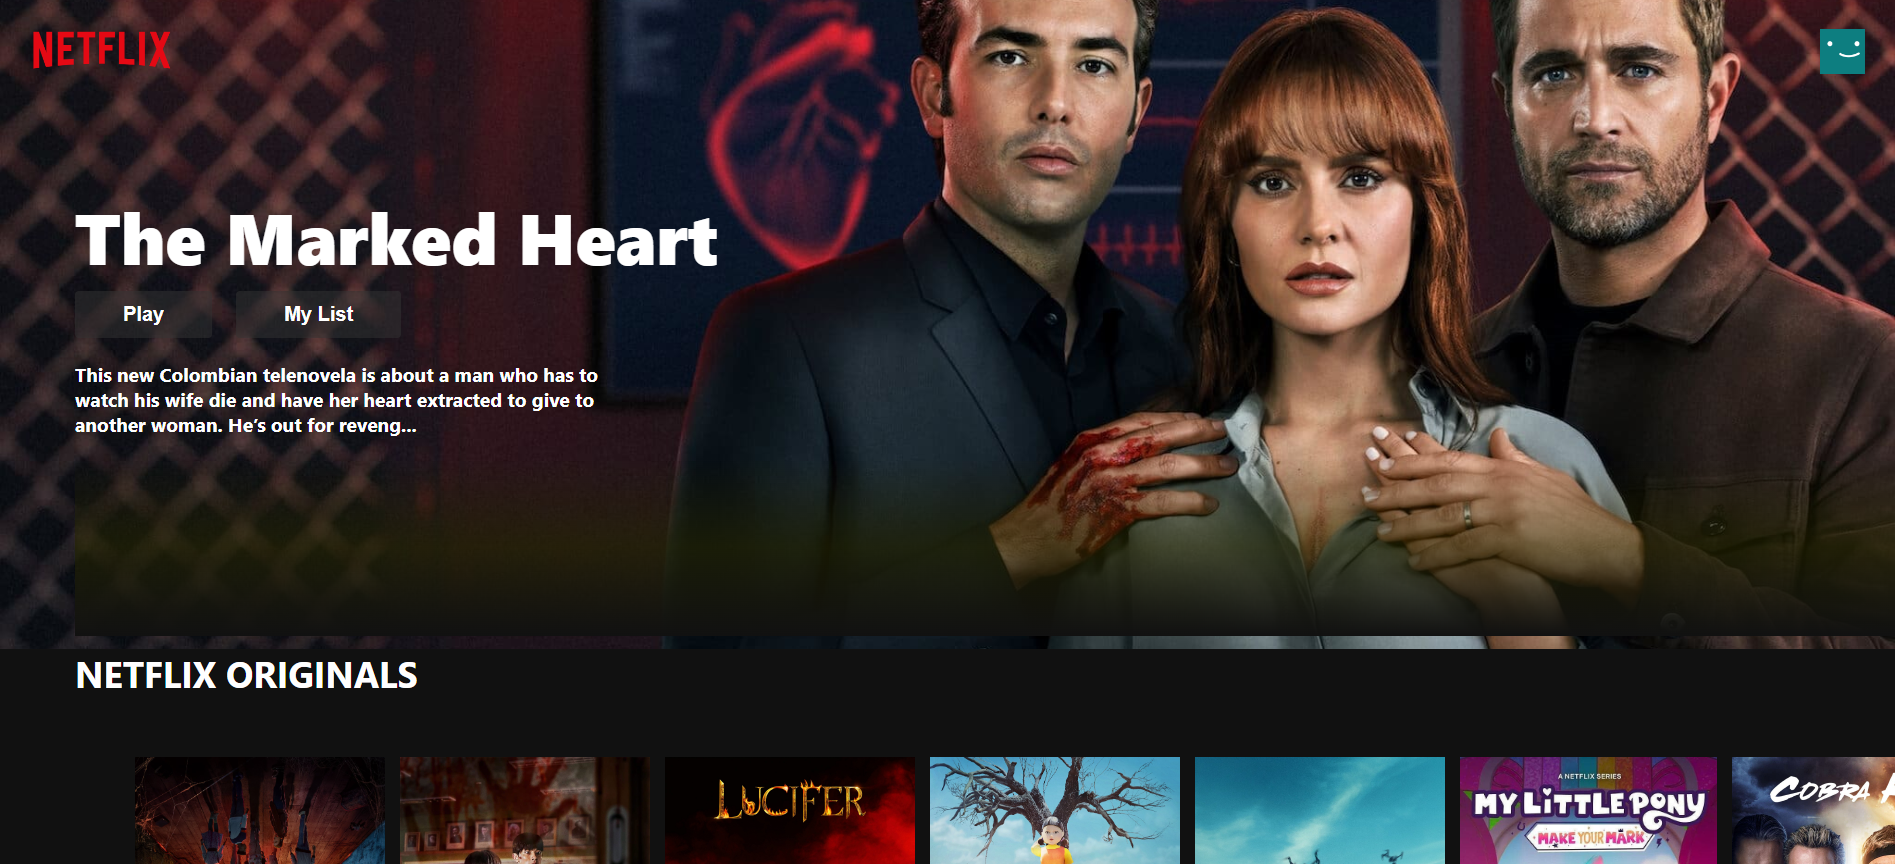 NETFLIX
The Marked Heart
Play
My List
This new Colombian telenovela is about a man who has to
watch his wife die and have her heart extracted to give to
another woman. He’s out for reveng...
NETFLIX ORIGINALS
LUCIFER
A NETFLIX SERIES
MY LITTLE PONY
MAKE YOUR MARK
COBRA